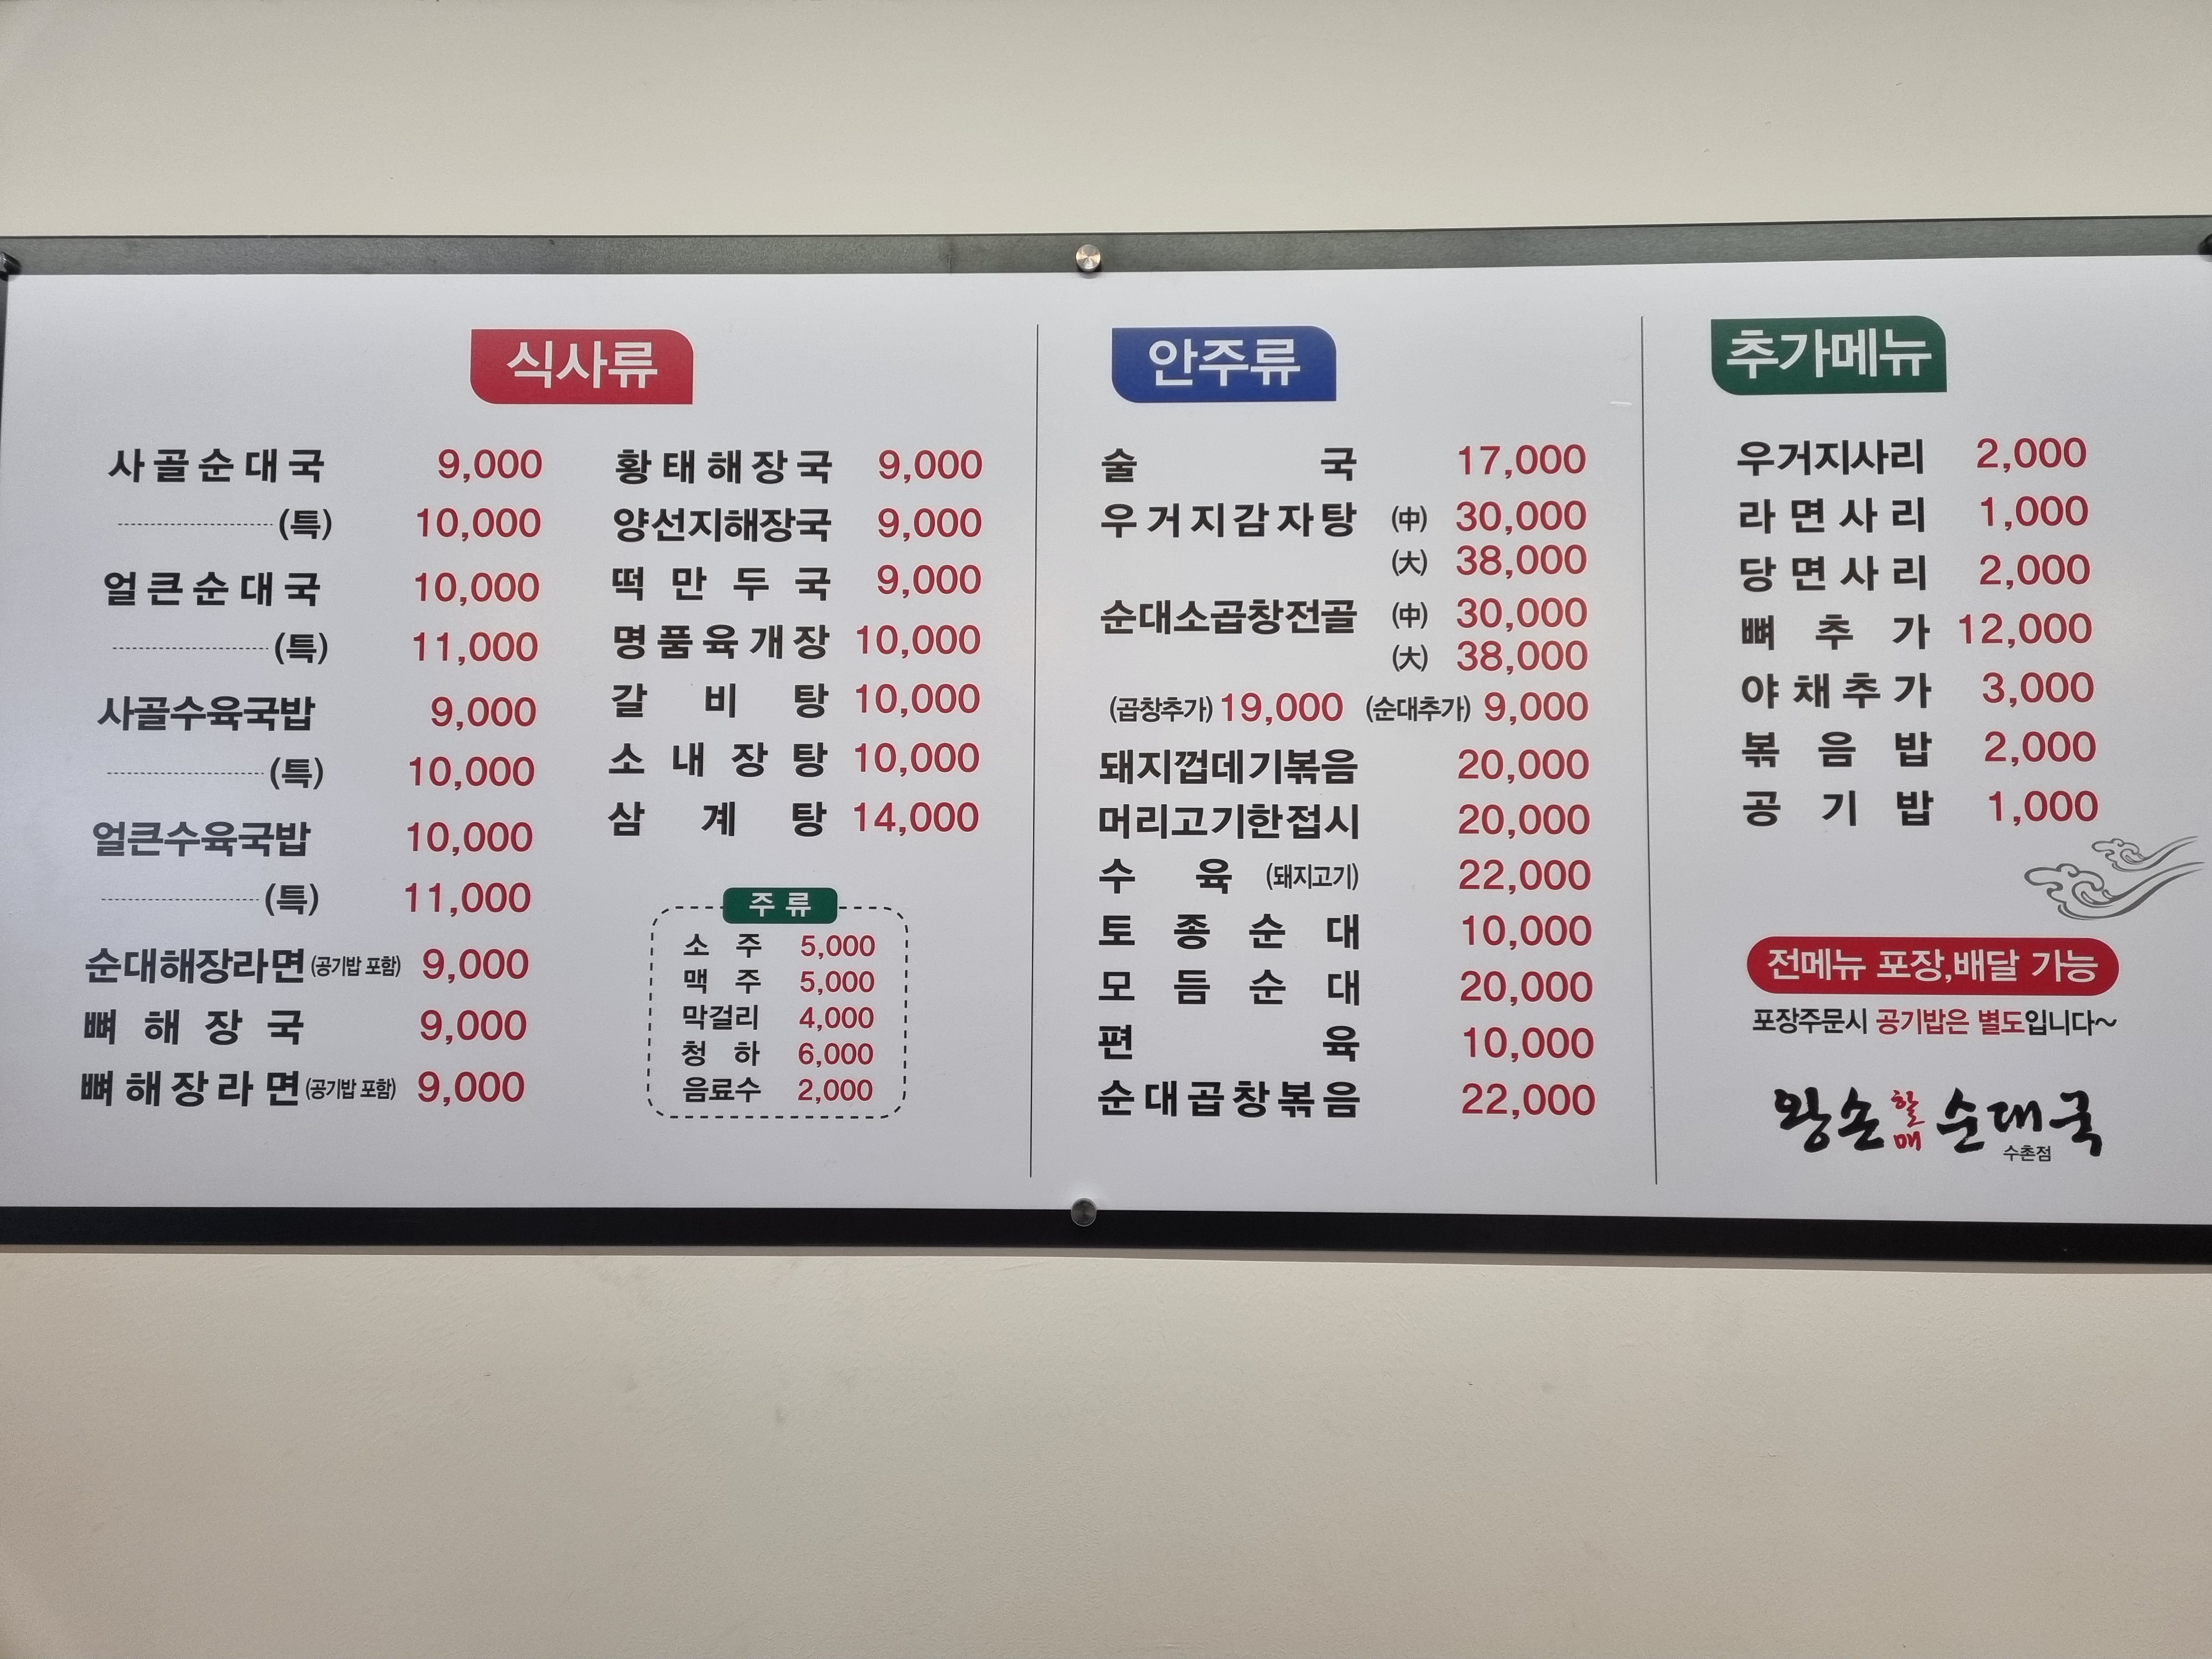 식사류
사골순대국 9,000
(특) 10,000
얼큰순대국 10,000
(특) 11,000
사골수육국밥 9,000
(특) 10,000
얼큰수육국밥 10,000
(특) 11,000
순대해장라면(공기밥 포함) 9,000
뼈해장국 9,000
뼈해장라면(공기밥 포함) 9,000
황태해장국 9,000
양선지해장국 9,000
떡만두국 9,000
명품육개장 10,000
갈비탕 10,000
소내장탕 10,000
삼계탕 14,000
주류
소주 5,000
맥주 5,000
막걸리 4,000
청하 6,000
음료수 2,000
안주류
술국 17,000
우거지감자탕 (中) 30,000
(大) 38,000
순대소곱창전골 (中) 30,000
(大) 38,000
(곱창추가) 19,000 (순대추가) 9,000
돼지껍데기볶음 20,000
머리고기한접시 20,000
수육 (돼지고기) 22,000
토종순대 10,000
모듬순대 20,000
편육 10,000
순대곱창볶음 22,000
추가메뉴
우거지사리 2,000
라면사리 1,000
당면사리 2,000
뼈추가 12,000
야채추가 3,000
볶음밥 2,000
공기밥 1,000
전메뉴 포장,배달 가능
포장주문시 공기밥은 별도입니다~
왕손할매순대국
수촌점